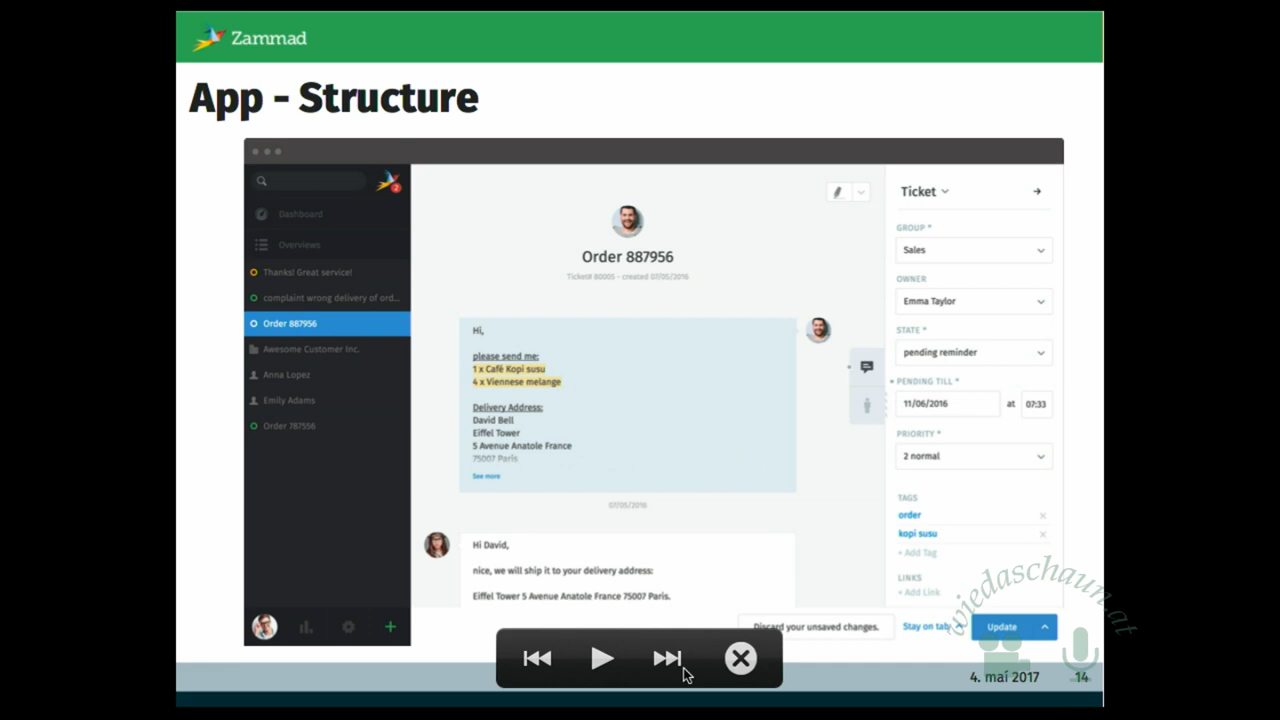 Zammad
App - Structure
2
Dashboard
Overviews
Thanks! Great service!
complaint wrong delivery of ord...
Order 887956
Awesome Customer Inc.
Anna Lopez
Emily Adams
Order 787556
Order 887956
Ticket# 80005 - created 07/05/2016
Hi,
please send me:
1 x Café Kopi susu
4 x Viennese melange
Delivery Address:
David Bell
Eiffel Tower
5 Avenue Anatole France
75007 Paris
See more
07/05/2016
Hi David,
nice, we will ship it to your delivery address:
Eiffel Tower 5 Avenue Anatole France 75007 Paris.
Ticket
GROUP *
Sales
OWNER
Emma Taylor
STATE *
pending reminder
PENDING TILL *
11/06/2016 at 07:33
PRIORITY *
2 normal
TAGS
order
kopi susu
+ Add Tag
LINKS
+ Add Link
Discard your unsaved changes. Stay on tab Update
wiedaschaun.at
4. mai 2017 14